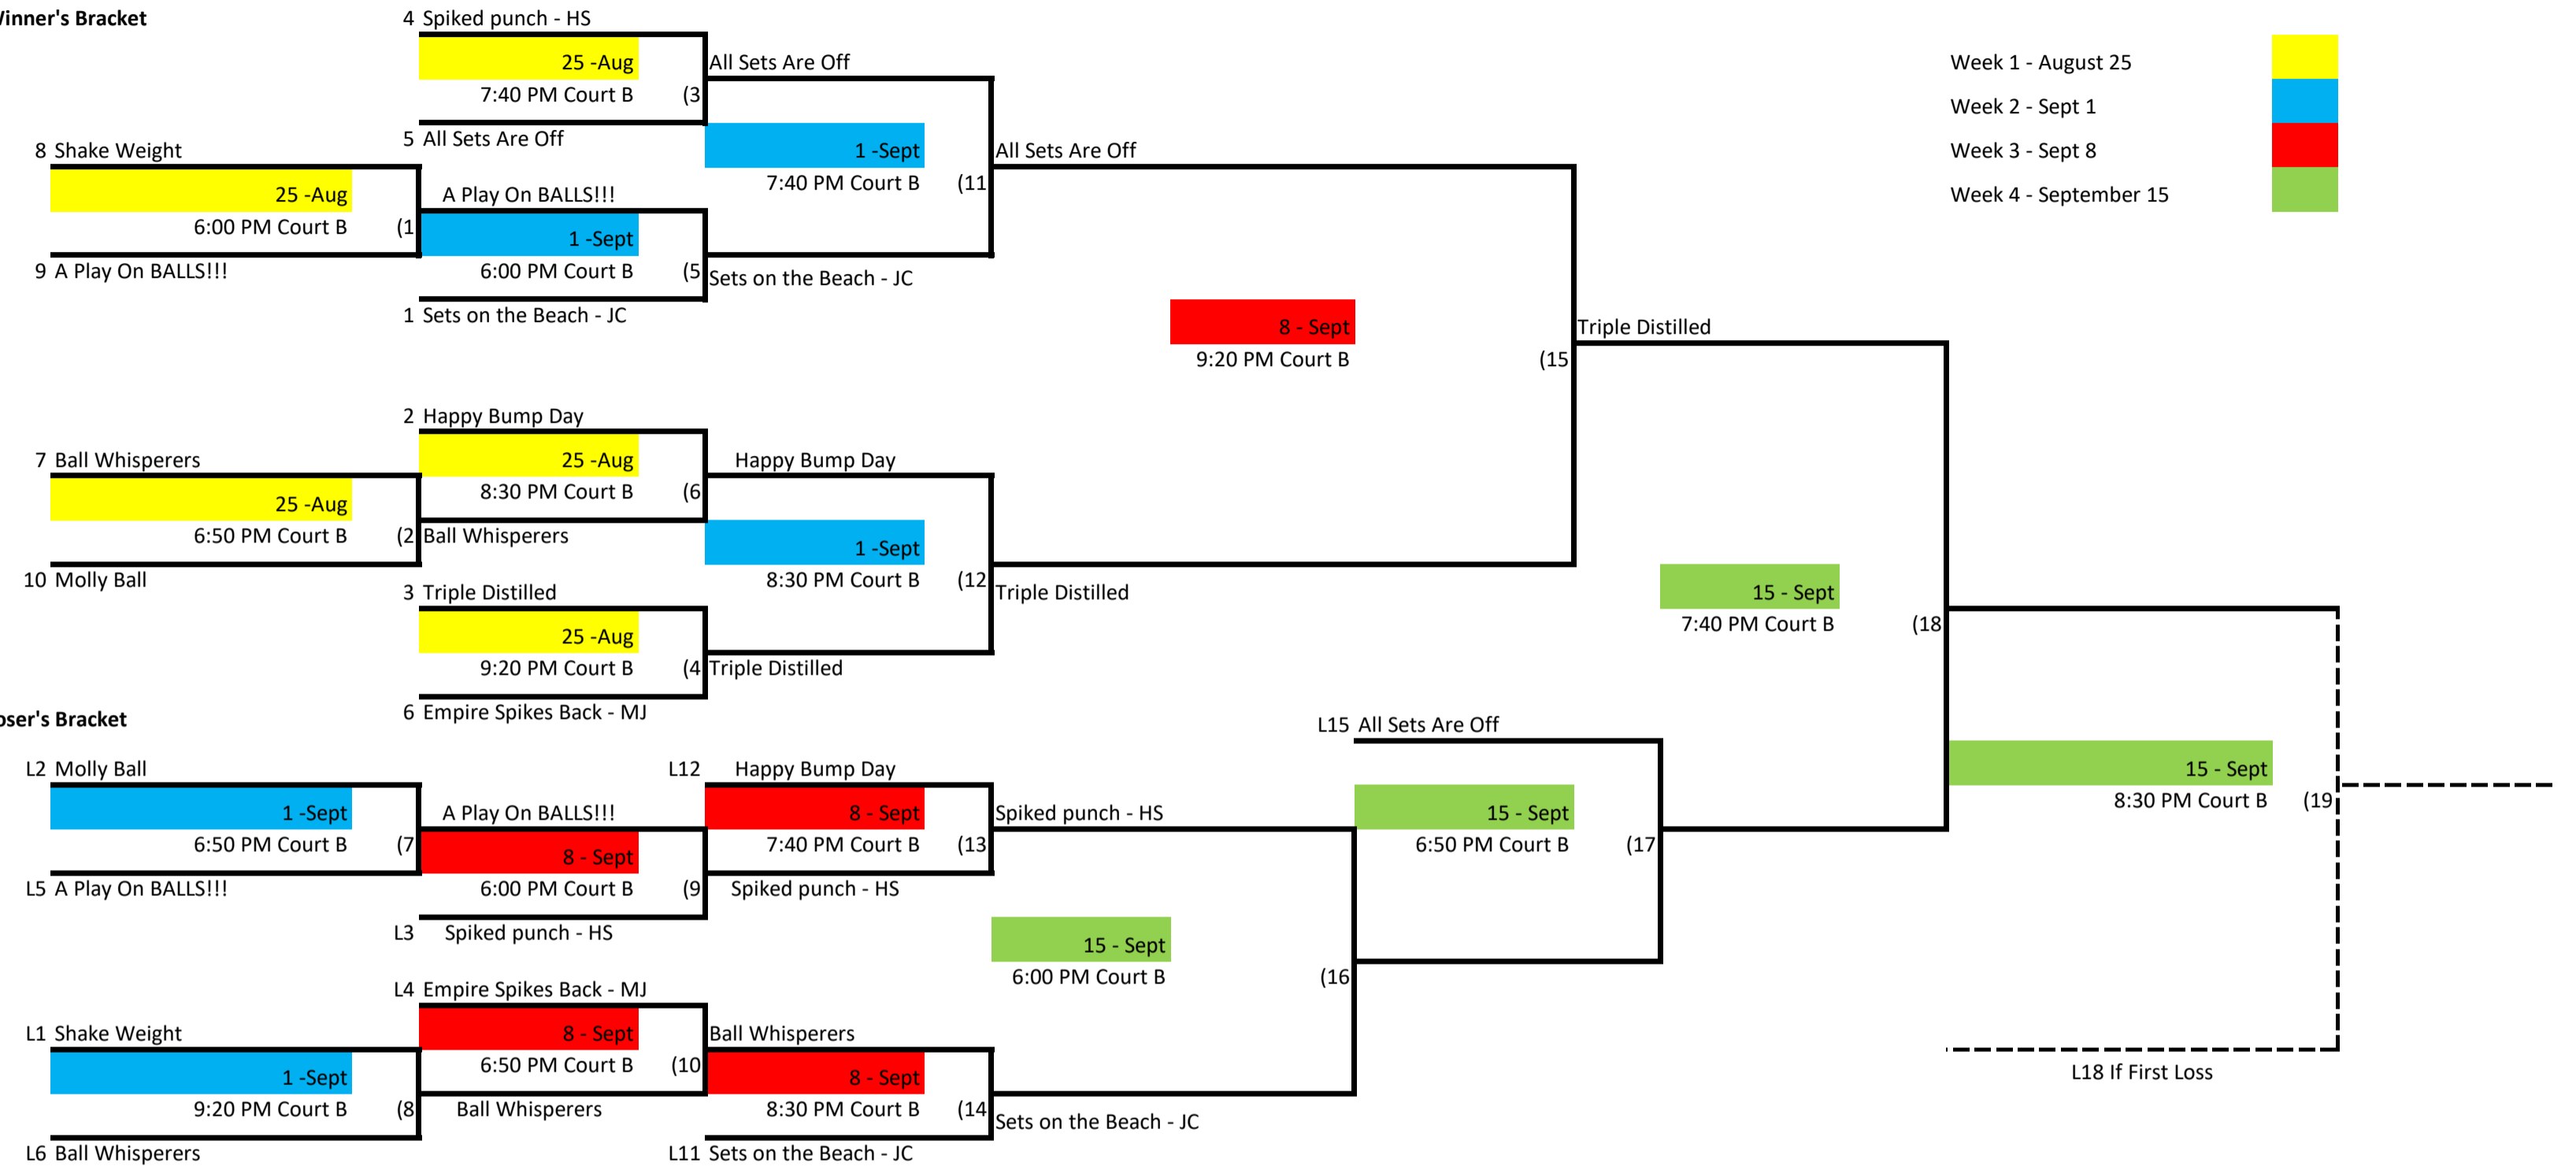 Winner's Bracket
4 Spiked punch - HS
25 -Aug
7:40 PM Court B (3
5 All Sets Are Off
All Sets Are Off
8 Shake Weight
25 -Aug
6:00 PM Court B (1
9 A Play On BALLS!!!
A Play On BALLS!!!
1 -Sept
6:00 PM Court B (5
1 Sets on the Beach - JC
1 -Sept
7:40 PM Court B (11
Sets on the Beach - JC
All Sets Are Off
8 - Sept
9:20 PM Court B (15
Triple Distilled
Week 1 - August 25
Week 2 - Sept 1
Week 3 - Sept 8
Week 4 - September 15
2 Happy Bump Day
25 -Aug
8:30 PM Court B (6
Ball Whisperers
7 Ball Whisperers
25 -Aug
6:50 PM Court B (2
10 Molly Ball
Happy Bump Day
1 -Sept
8:30 PM Court B (12
Triple Distilled
3 Triple Distilled
25 -Aug
9:20 PM Court B (4
Triple Distilled
6 Empire Spikes Back - MJ
15 - Sept
7:40 PM Court B (18
oser's Bracket
L2 Molly Ball
1 -Sept
6:50 PM Court B (7
L5 A Play On BALLS!!!
A Play On BALLS!!!
8 - Sept
6:00 PM Court B (9
L3 Spiked punch - HS
L12 Happy Bump Day
8 - Sept
7:40 PM Court B (13
Spiked punch - HS
Spiked punch - HS
L15 All Sets Are Off
15 - Sept
6:50 PM Court B (17
15 - Sept
6:00 PM Court B (16
15 - Sept
8:30 PM Court B (19
L4 Empire Spikes Back - MJ
8 - Sept
6:50 PM Court B (10
Ball Whisperers
L1 Shake Weight
1 -Sept
9:20 PM Court B (8
L6 Ball Whisperers
Ball Whisperers
8 - Sept
8:30 PM Court B (14
L11 Sets on the Beach - JC
Sets on the Beach - JC
L18 If First Loss